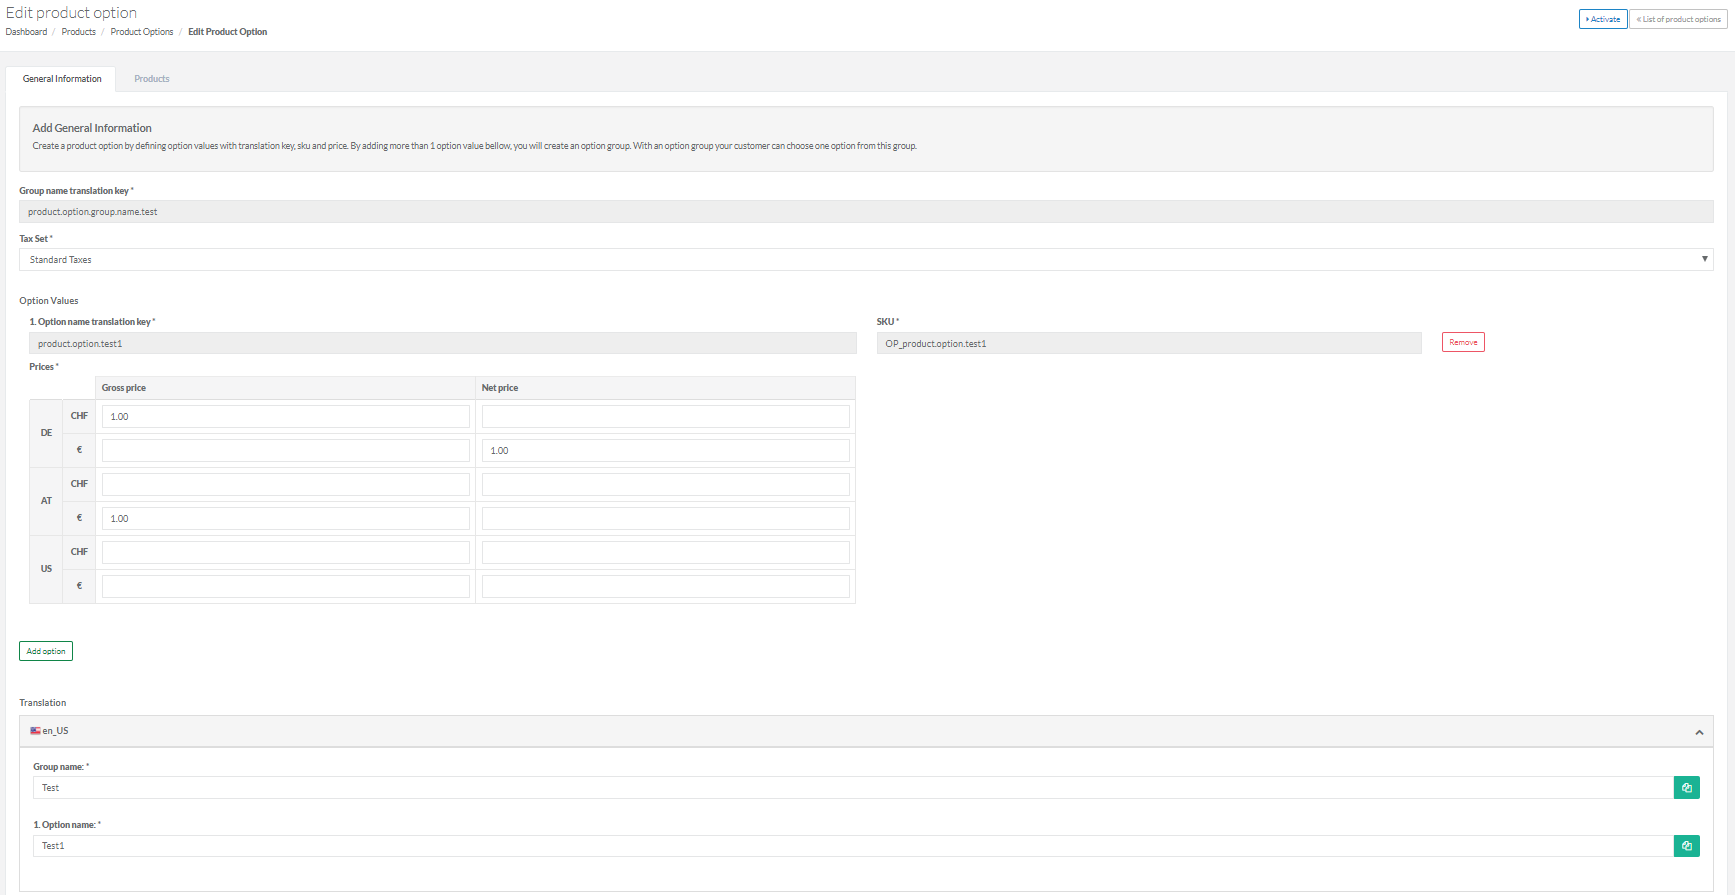 Edit product option
Dashboard / Products / Product Options / Edit Product Option
Activate
« List of product options
General Information
Products
Add General Information
Create a product option by defining option values with translation key, sku and price. By adding more than 1 option value bellow, you will create an option group. With an option group your customer can choose one option from this group.
Group name translation key *
product.option.group.name.test
Tax Set *
Standard Taxes
Option Values
1. Option name translation key *
SKU *
product.option.test1
OP_product.option.test1
Remove
Prices *
Gross price
Net price
DE
CHF
1.00
€
1.00
AT
CHF
€
1.00
US
CHF
€
Add option
Translation
en_US
Group name: *
Test
1. Option name: *
Test1